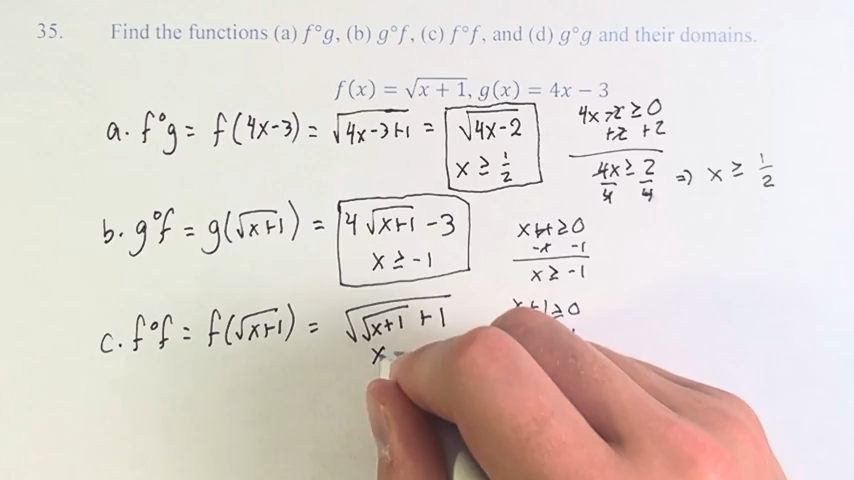 35. Find the functions (a) f°g, (b) g°f, (c) f°f, and (d) g°g and their domains.
f(x) = √x + 1, g(x) = 4x − 3
a. f°g = f(4x-3) = √4x-3+1 = √4x-2
x ≥ 1/2
4x-2 ≥ 0
+2 +2
4x ≥ 2
4 4
⇒ x ≥ 1/2
b. g°f = g(√x+1) = 4√x+1 -3
x ≥ -1
x+1 ≥ 0
-1 -1
x ≥ -1
c. f°f = f(√x+1) = √√x+1 +1
x
x+1 ≥ 0